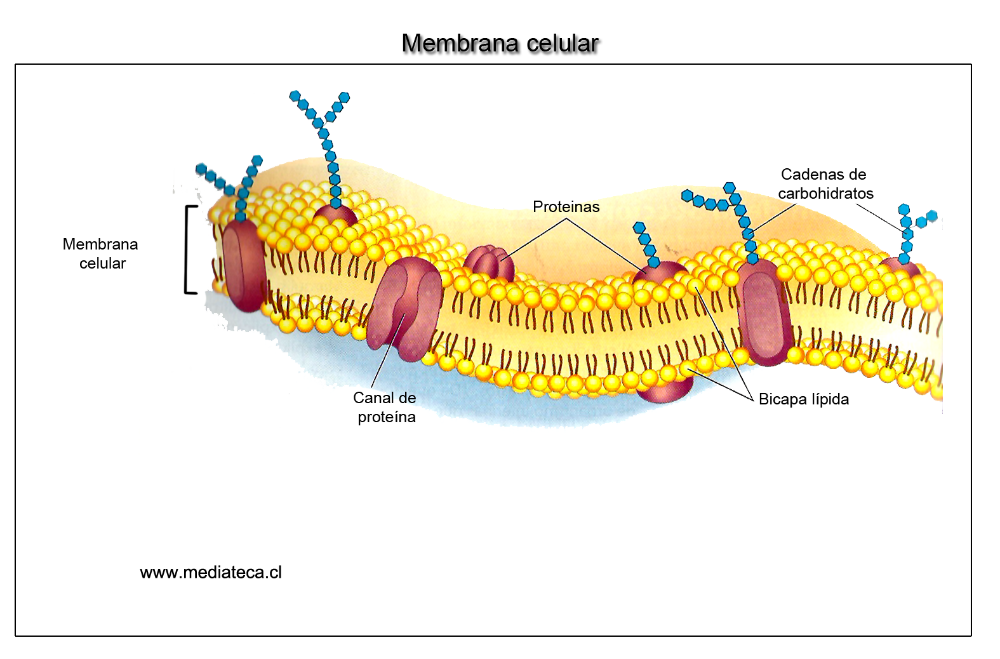 Membrana celular
Cadenas de
carbohidratos
Proteinas
Membrana
celular
Canal de
proteína
Bicapa lípida
www.mediateca.cl